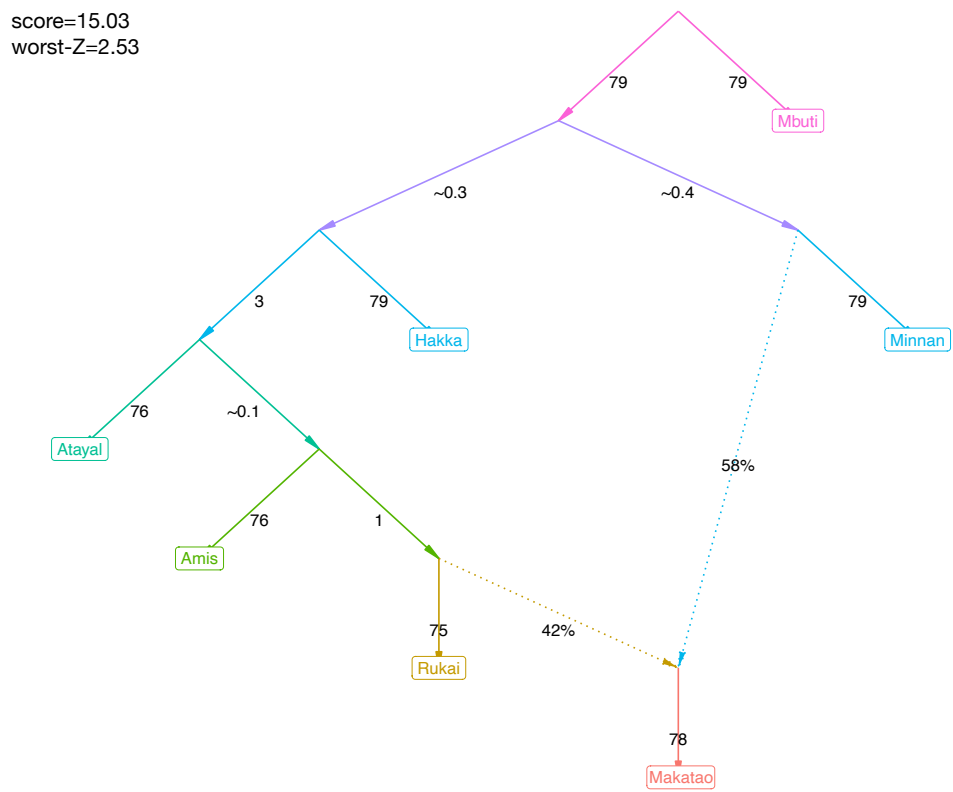 score=15.03
worst-Z=2.53
79
79
Mbuti
~0.3
~0.4
3
79
79
Hakka
Minnan
76
~0.1
Atayal
58%
76
1
Amis
75
42%
Rukai
78
Makatao